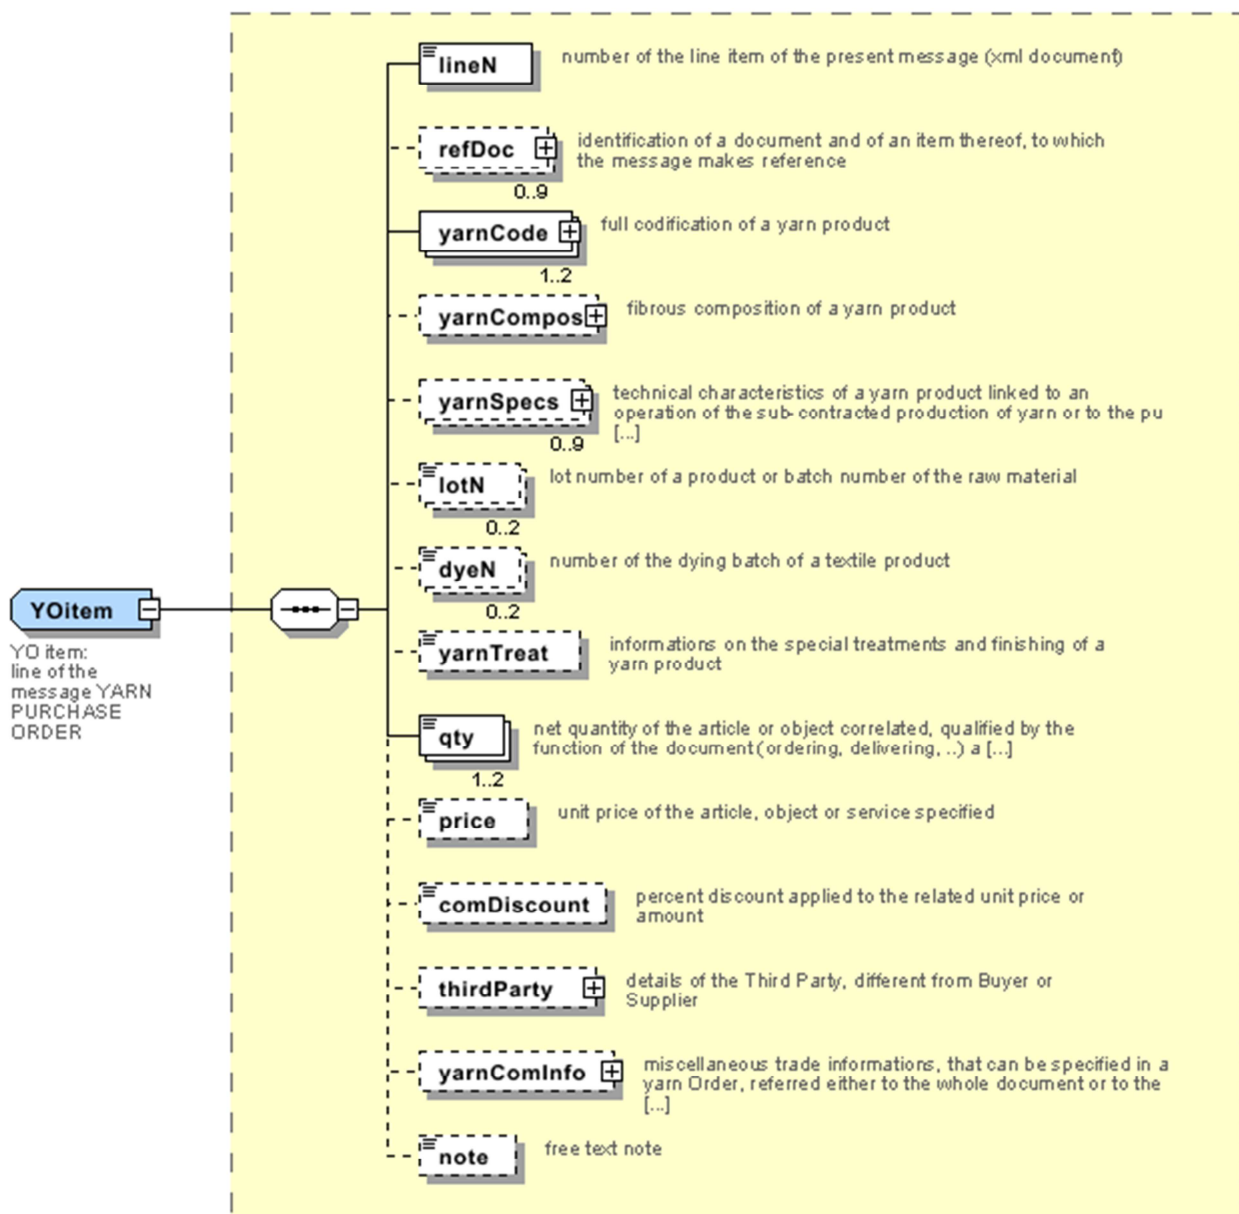 lineN
number of the line item of the present message (xml document)
refDoc
identification of a document and of an item thereof, to which
the message makes reference
0..9
yarnCode
full codification of a yarn product
1..2
yarnCompos
fibrous composition of a yarn product
yarnSpecs
technical characteristics of a yarn product linked to an
operation of the sub-contracted production of yarn or to the pu
[...]
0..9
lotN
lot number of a product or batch number of the raw material
0..2
dyeN
number of the dying batch of a textile product
0..2
YOitem
YO item:
line of the
message YARN
PURCHASE
ORDER
yarnTreat
informations on the special treatments and finishing of a
yarn product
qty
net quantity of the article or object correlated, qualified by the
function of the document (ordering, delivering, ..) a [...]
1..2
price
unit price of the article, object or service specified
comDiscount
percent discount applied to the related unit price or
amount
thirdParty
details of the Third Party, different from Buyer or
Supplier
yarnComInfo
miscellaneous trade informations, that can be specified in a
yarn Order, referred either to the whole document or to the
[...]
note
free text note